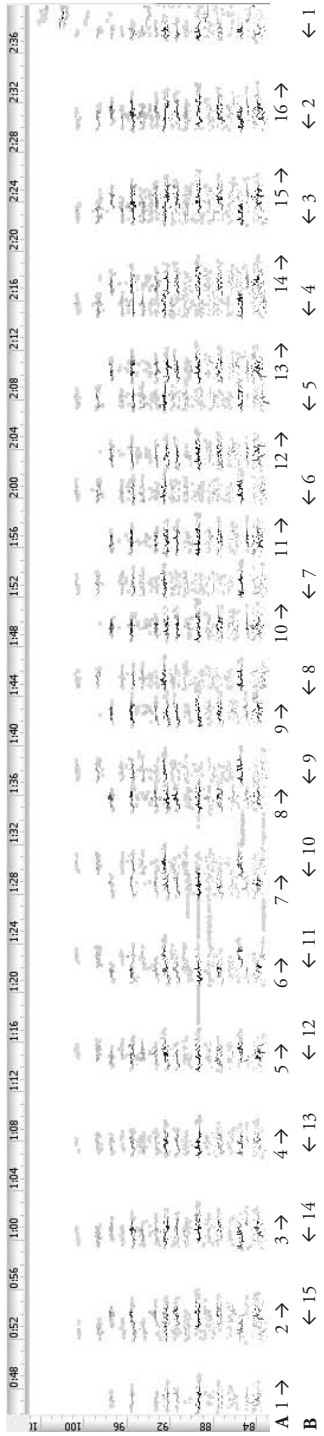 0:48 0:52 0:56 1:00 1:04 1:08 1:12 1:16 1:20 1:24 1:28 1:32 1:36 1:40 1:44 1:48 1:52 1:56 2:00 2:04 2:08 2:12 2:16 2:20 2:24 2:28 2:32 2:36
100
96
92
88
84
A 1 → 2 → 3 → 4 → 5 → 6 → 7 → 8 → 9 → 10 → 11 → 12 → 13 → 14 → 15 → 16 →
B ← 15 ← 14 ← 13 ← 12 ← 11 ← 10 ← 9 ← 8 ← 7 ← 6 ← 5 ← 4 ← 3 ← 2 ← 1